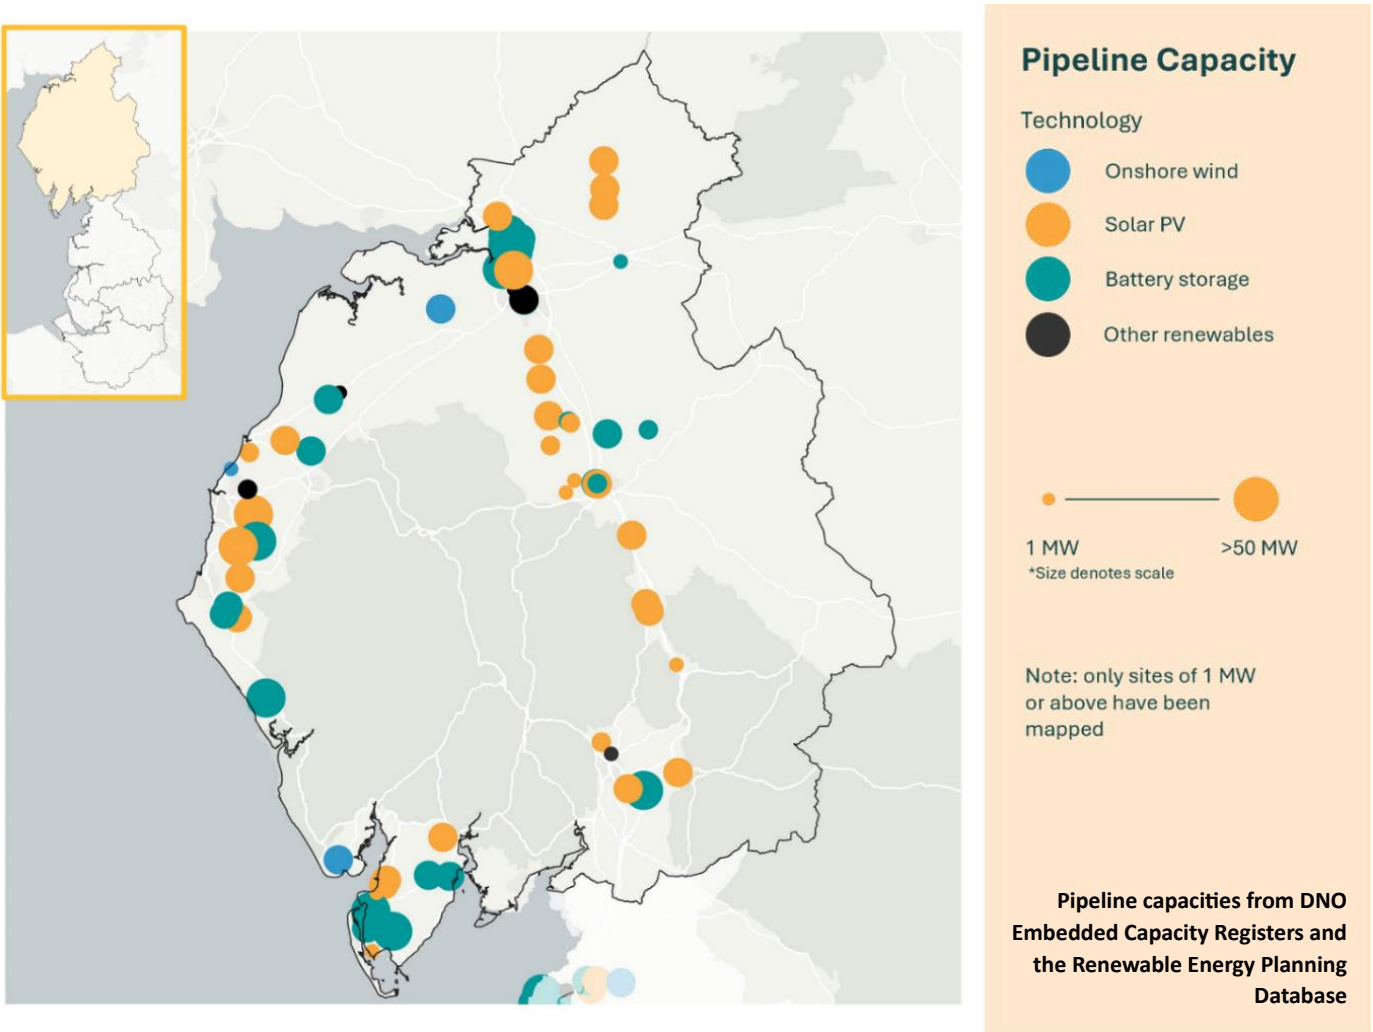 Pipeline Capacity
Technology
Onshore wind
Solar PV
Battery storage
Other renewables
1 MW
>50 MW
*Size denotes scale
Note: only sites of 1 MW
or above have been
mapped
Pipeline capacities from DNO
Embedded Capacity Registers and
the Renewable Energy Planning
Database